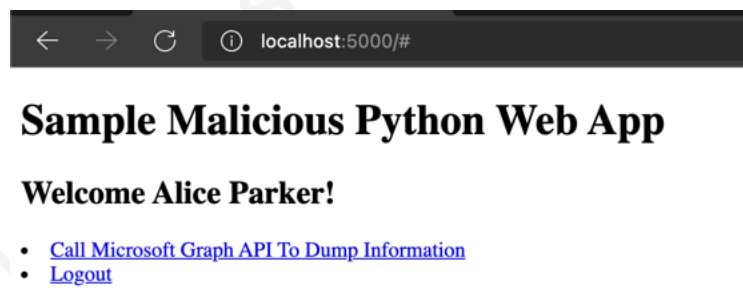 localhost:5000/#
Sample Malicious Python Web App
Welcome Alice Parker!
• Call Microsoft Graph API To Dump Information
• Logout